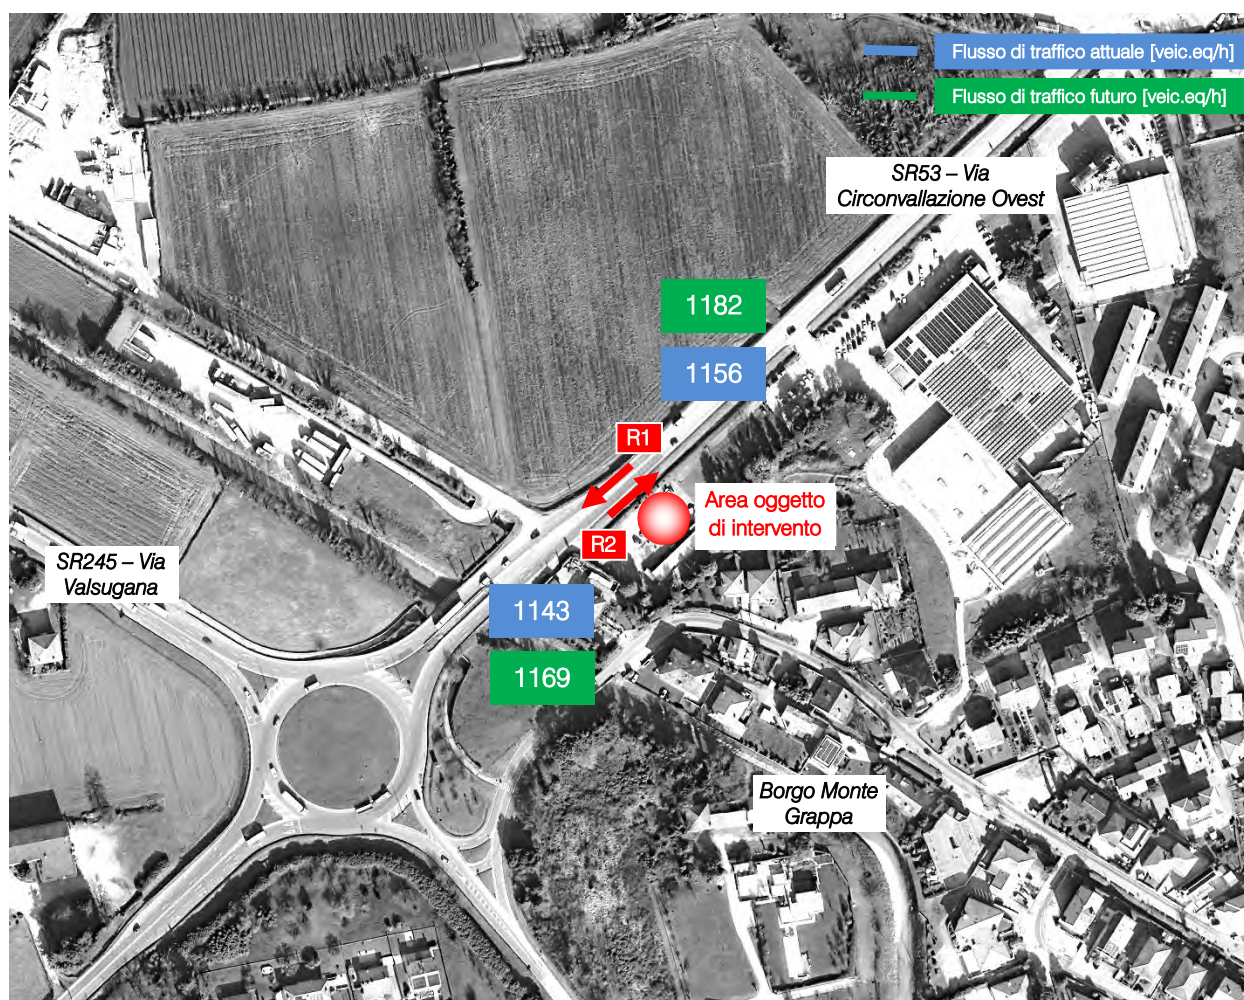 Flusso di traffico attuale [veic.eq/h]
Flusso di traffico futuro [veic.eq/h]
SR53 – Via
Circonvallazione Ovest
1182
1156
R1
Area oggetto
di intervento
R2
SR245 – Via
Valsugana
1143
1169
Borgo Monte
Grappa